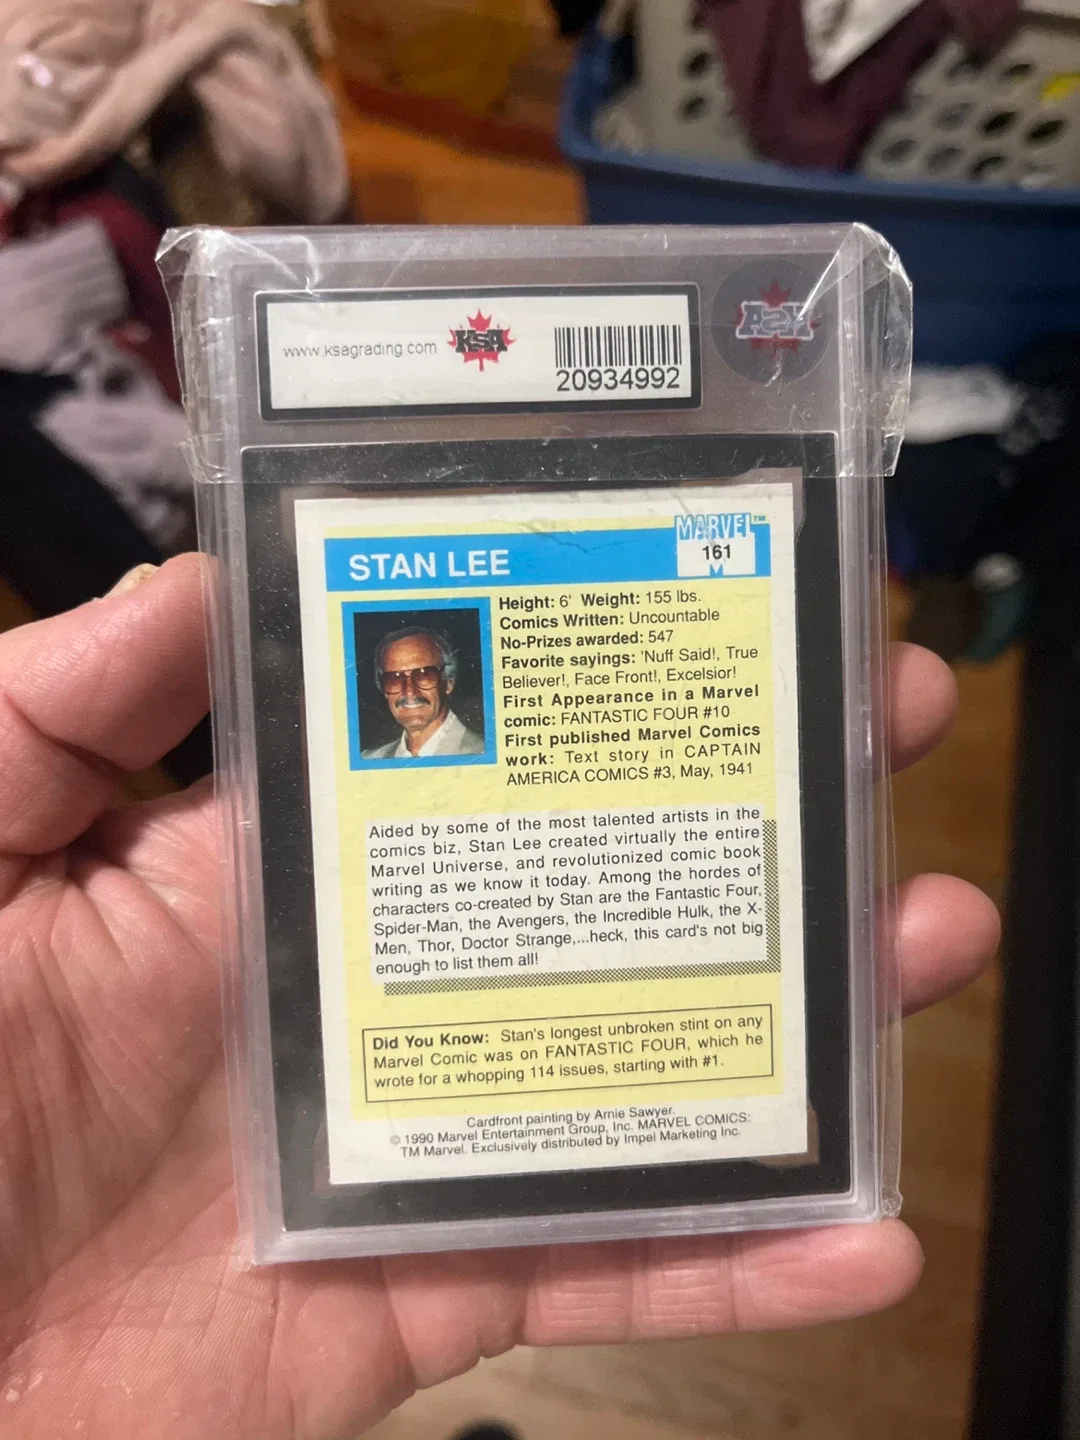 www.ksagrading.com
KSA
20934992
KSA
MARVEL™
161
M
STAN LEE
Height: 6' Weight: 155 lbs.
Comics Written: Uncountable
No-Prizes awarded: 547
Favorite sayings: 'Nuff Said!, True
Believer!, Face Front!, Excelsior!
First Appearance in a Marvel
comic: FANTASTIC FOUR #10
First published Marvel Comics
work: Text story in CAPTAIN
AMERICA COMICS #3, May, 1941
Aided by some of the most talented artists in the
comics biz, Stan Lee created virtually the entire
Marvel Universe, and revolutionized comic book
writing as we know it today. Among the hordes of
characters co-created by Stan are the Fantastic Four,
Spider-Man, the Avengers, the Incredible Hulk, the X-
Men, Thor, Doctor Strange,...heck, this card's not big
enough to list them all!
Did You Know: Stan's longest unbroken stint on any
Marvel Comic was on FANTASTIC FOUR, which he
wrote for a whopping 114 issues, starting with #1.
Cardfront painting by Arnie Sawyer.
© 1990 Marvel Entertainment Group, Inc. MARVEL COMICS:
TM Marvel. Exclusively distributed by Impel Marketing Inc.